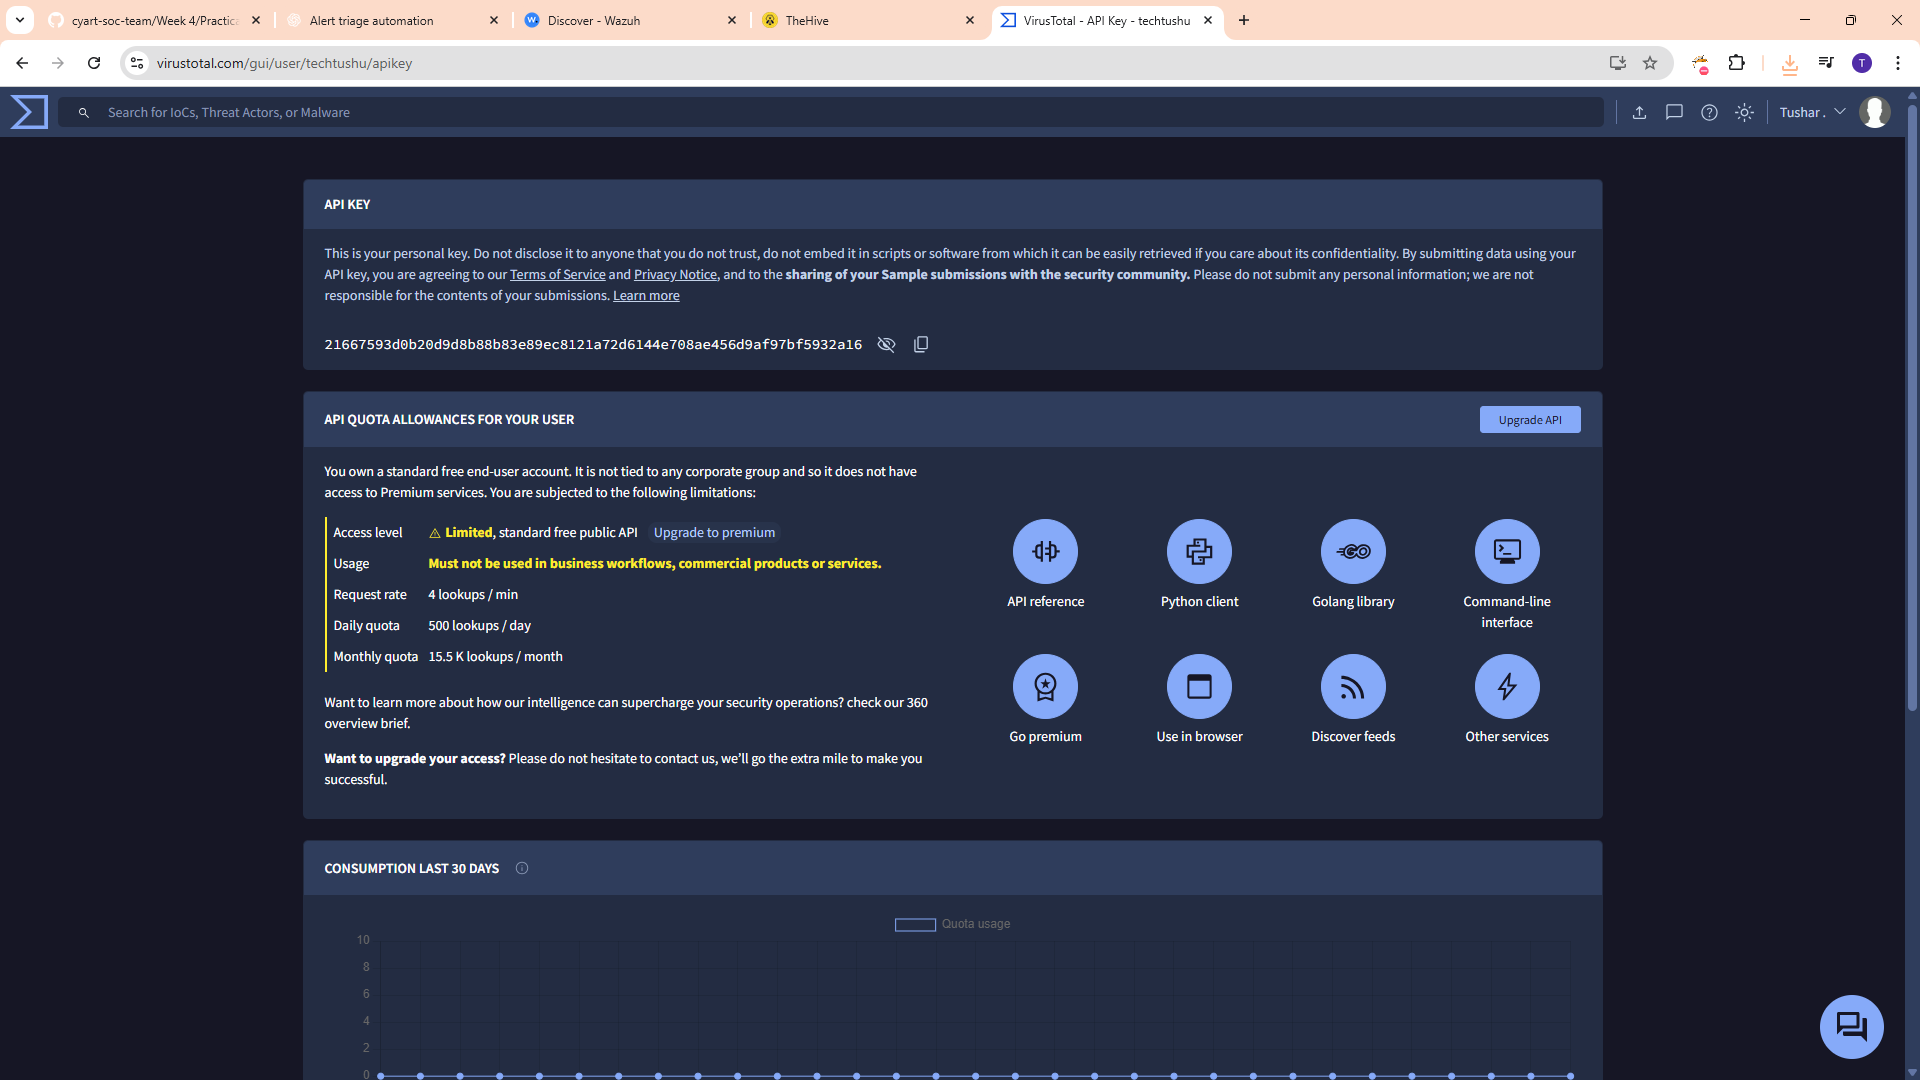 cyart-soc-team/Week 4/Practica
Alert triage automation
Discover - Wazuh
TheHive
VirusTotal - API Key - techtushu
virustotal.com/gui/user/techtushu/apikey
T
Search for IoCs, Threat Actors, or Malware
Tushar .
API KEY
This is your personal key. Do not disclose it to anyone that you do not trust, do not embed it in scripts or software from which it can be easily retrieved if you care about its confidentiality. By submitting data using your
API key, you are agreeing to our Terms of Service and Privacy Notice, and to the sharing of your Sample submissions with the security community. Please do not submit any personal information; we are not
responsible for the contents of your submissions. Learn more
21667593d0b20d9d8b88b83e89ec8121a72d6144e708ae456d9af97bf5932a16
API QUOTA ALLOWANCES FOR YOUR USER
Upgrade API
You own a standard free end-user account. It is not tied to any corporate group and so it does not have
access to Premium services. You are subjected to the following limitations:
Access level Limited, standard free public API Upgrade to premium
Usage Must not be used in business workflows, commercial products or services.
Request rate 4 lookups / min
Daily quota 500 lookups / day
Monthly quota 15.5 K lookups / month
Want to learn more about how our intelligence can supercharge your security operations? check our 360
overview brief.
Want to upgrade your access? Please do not hesitate to contact us, we'll go the extra mile to make you
successful.
GO
API reference
Python client
Golang library
Command-line
interface
Go premium
Use in browser
Discover feeds
Other services
CONSUMPTION LAST 30 DAYS
Quota usage
10
8
6
4
2
0